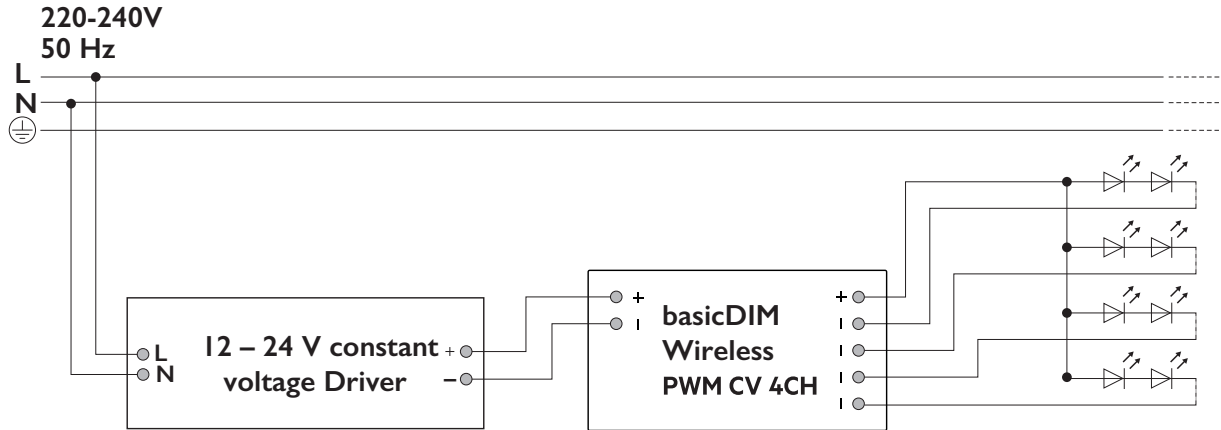 220-240V
50 Hz
L
N
L
N
12 – 24 V constant
voltage Driver
+
–
+
I
basicDIM
Wireless
PWM CV 4CH
+
I
I
I
I